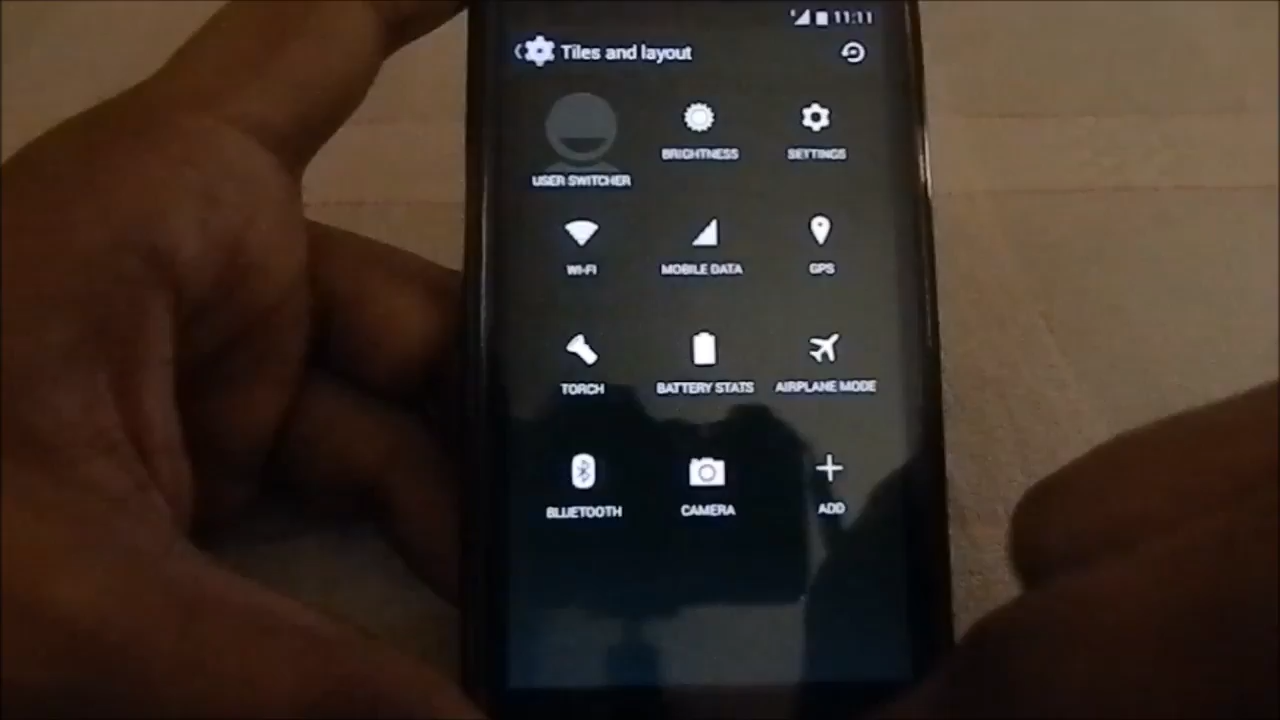 11:11
Tiles and layout
BRIGHTNESS
SETTINGS
USER SWITCHER
WI-FI
MOBILE DATA
GPS
TORCH
BATTERY STATS
AIRPLANE MODE
BLUETOOTH
CAMERA
ADD